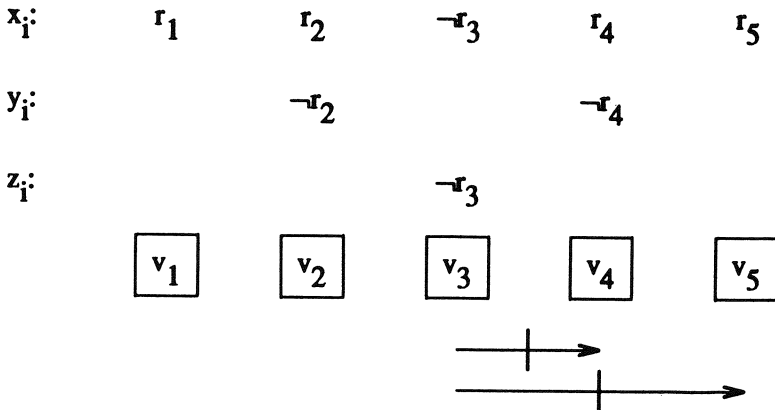 xᵢ: r₁ r₂ ¬r₃ r₄ r₅
yᵢ: ¬r₂ ¬r₄
zᵢ: ¬r₃
v₁ v₂ v₃ v₄ v₅